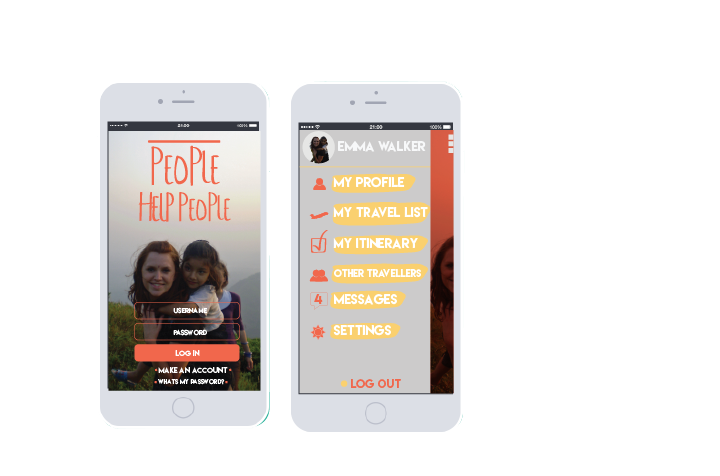 21:00
100%
PEOPLE
HELP PEOPLE
USERNAME
PASSWORD
LOG IN
MAKE AN ACCOUNT
WHATS MY PASSWORD?
21:00
100%
EMMA WALKER
MY PROFILE
MY TRAVEL LIST
MY ITINERARY
OTHER TRAVELLERS
4 MESSAGES
SETTINGS
LOG OUT